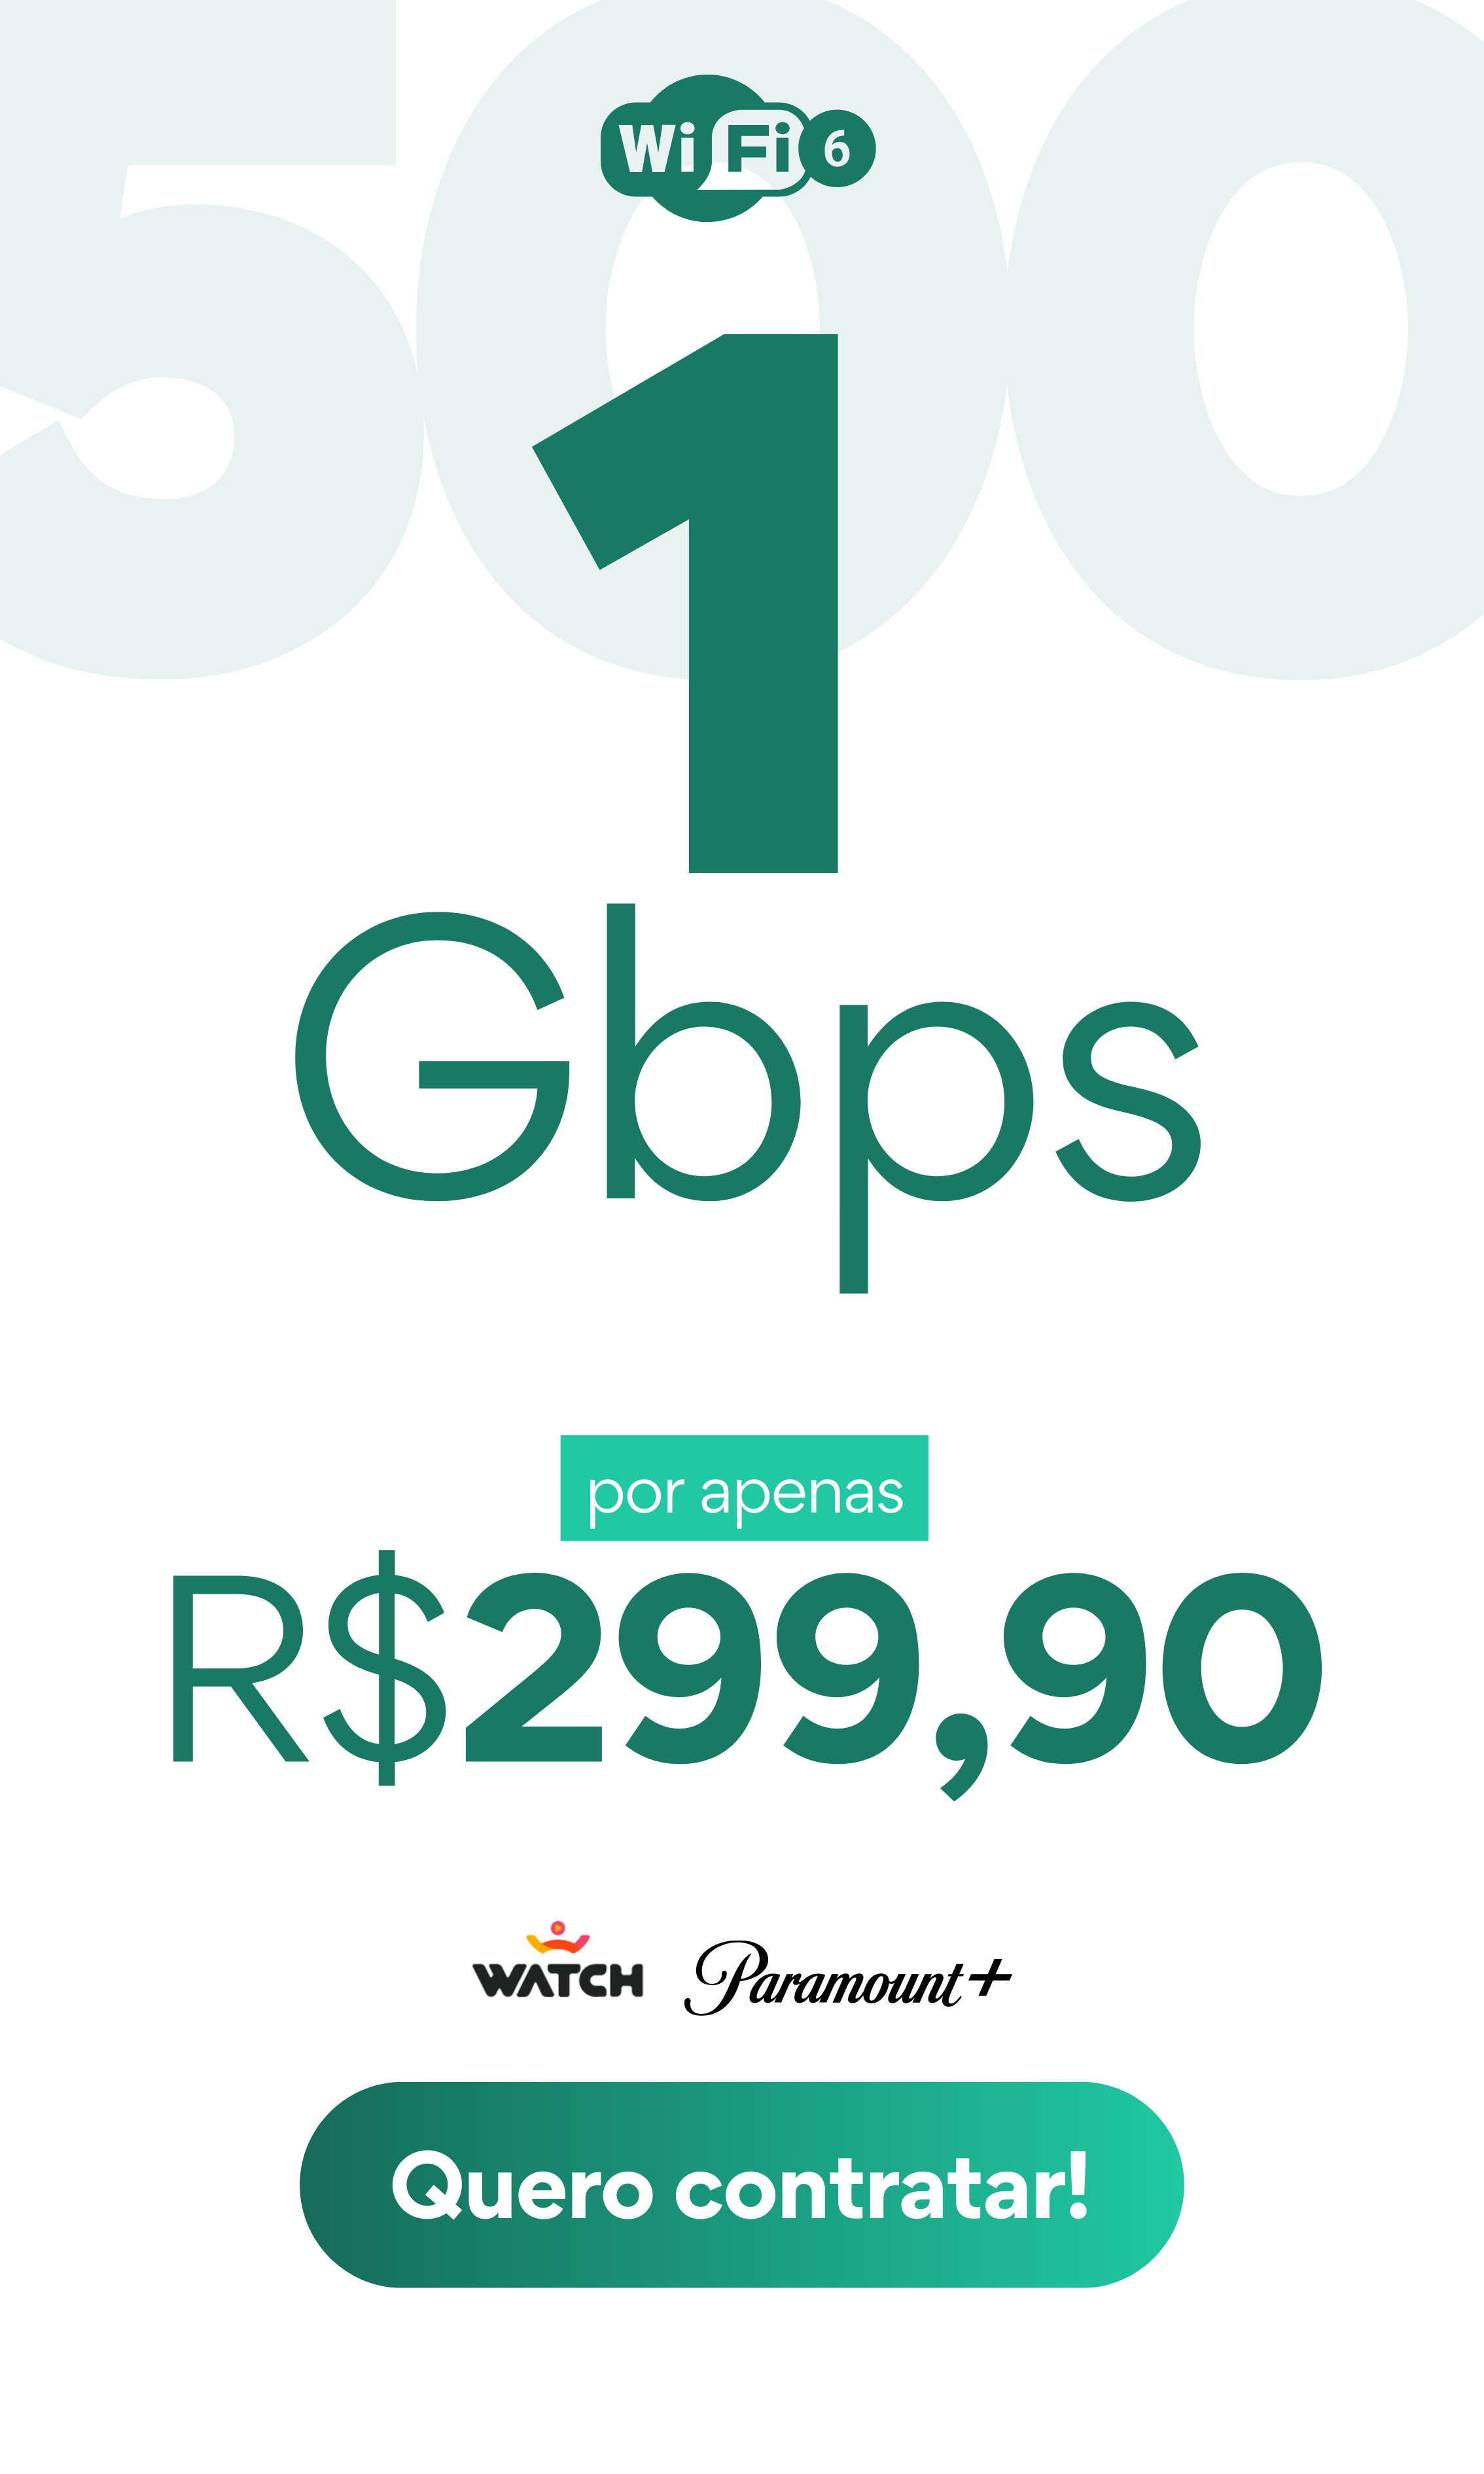 500
Wi Fi 6
1
Gbps
por apenas
R$299,90
WATCH Paramount+
Quero contratar!